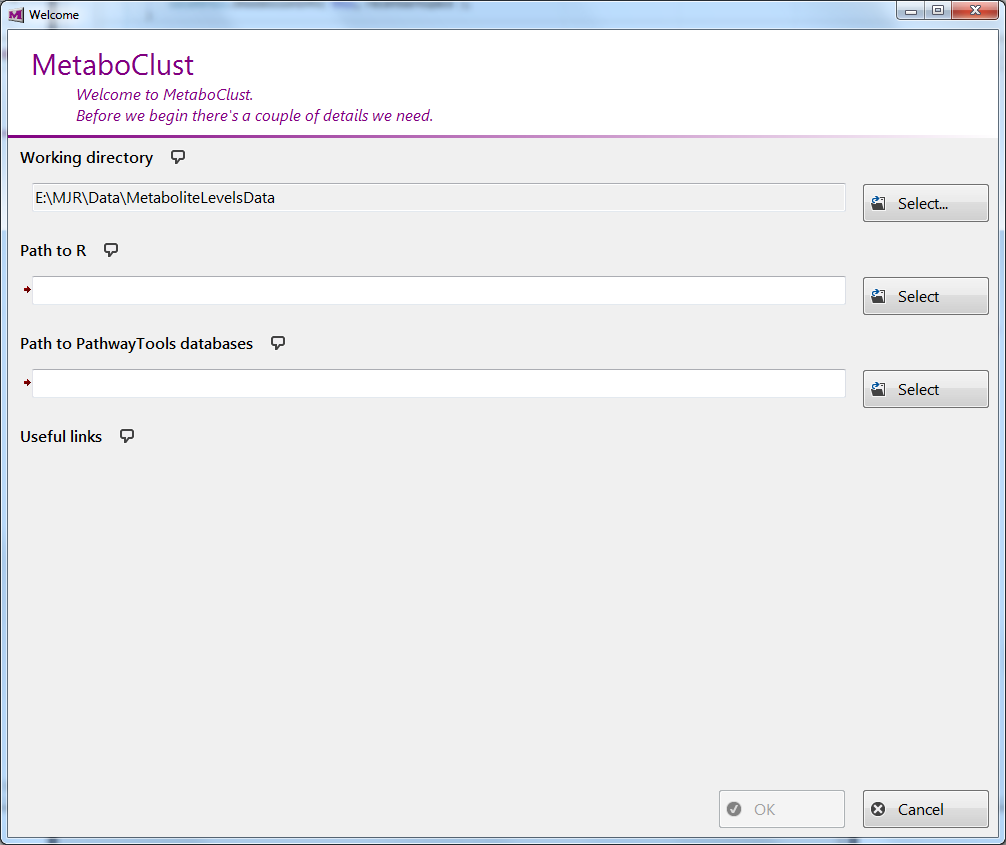 Welcome
MetaboClust
Welcome to MetaboClust.
Before we begin there's a couple of details we need.
Working directory
E:\MJR\Data\MetaboliteLevelsData
Select...
Path to R
Select
Path to PathwayTools databases
Select
Useful links
OK
Cancel